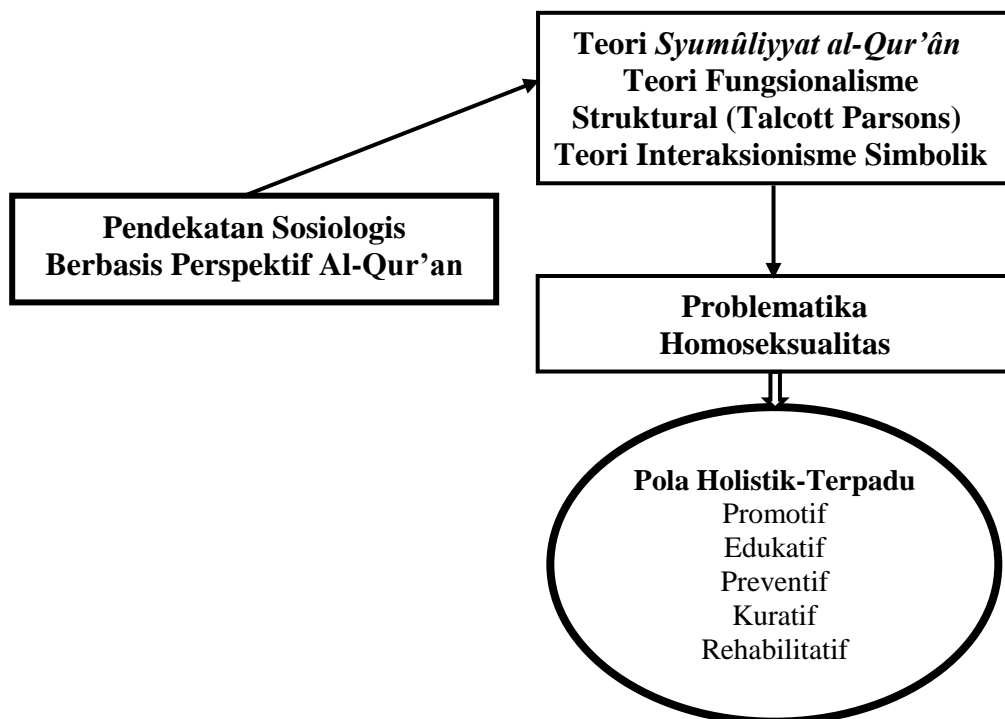 Teori Syumûliyyat al-Qur’ân
Teori Fungsionalisme
Struktural (Talcott Parsons)
Teori Interaksionisme Simbolik
Pendekatan Sosiologis
Berbasis Perspektif Al-Qur’an
Problematika
Homoseksualitas
Pola Holistik-Terpadu
Promotif
Edukatif
Preventif
Kuratif
Rehabilitatif